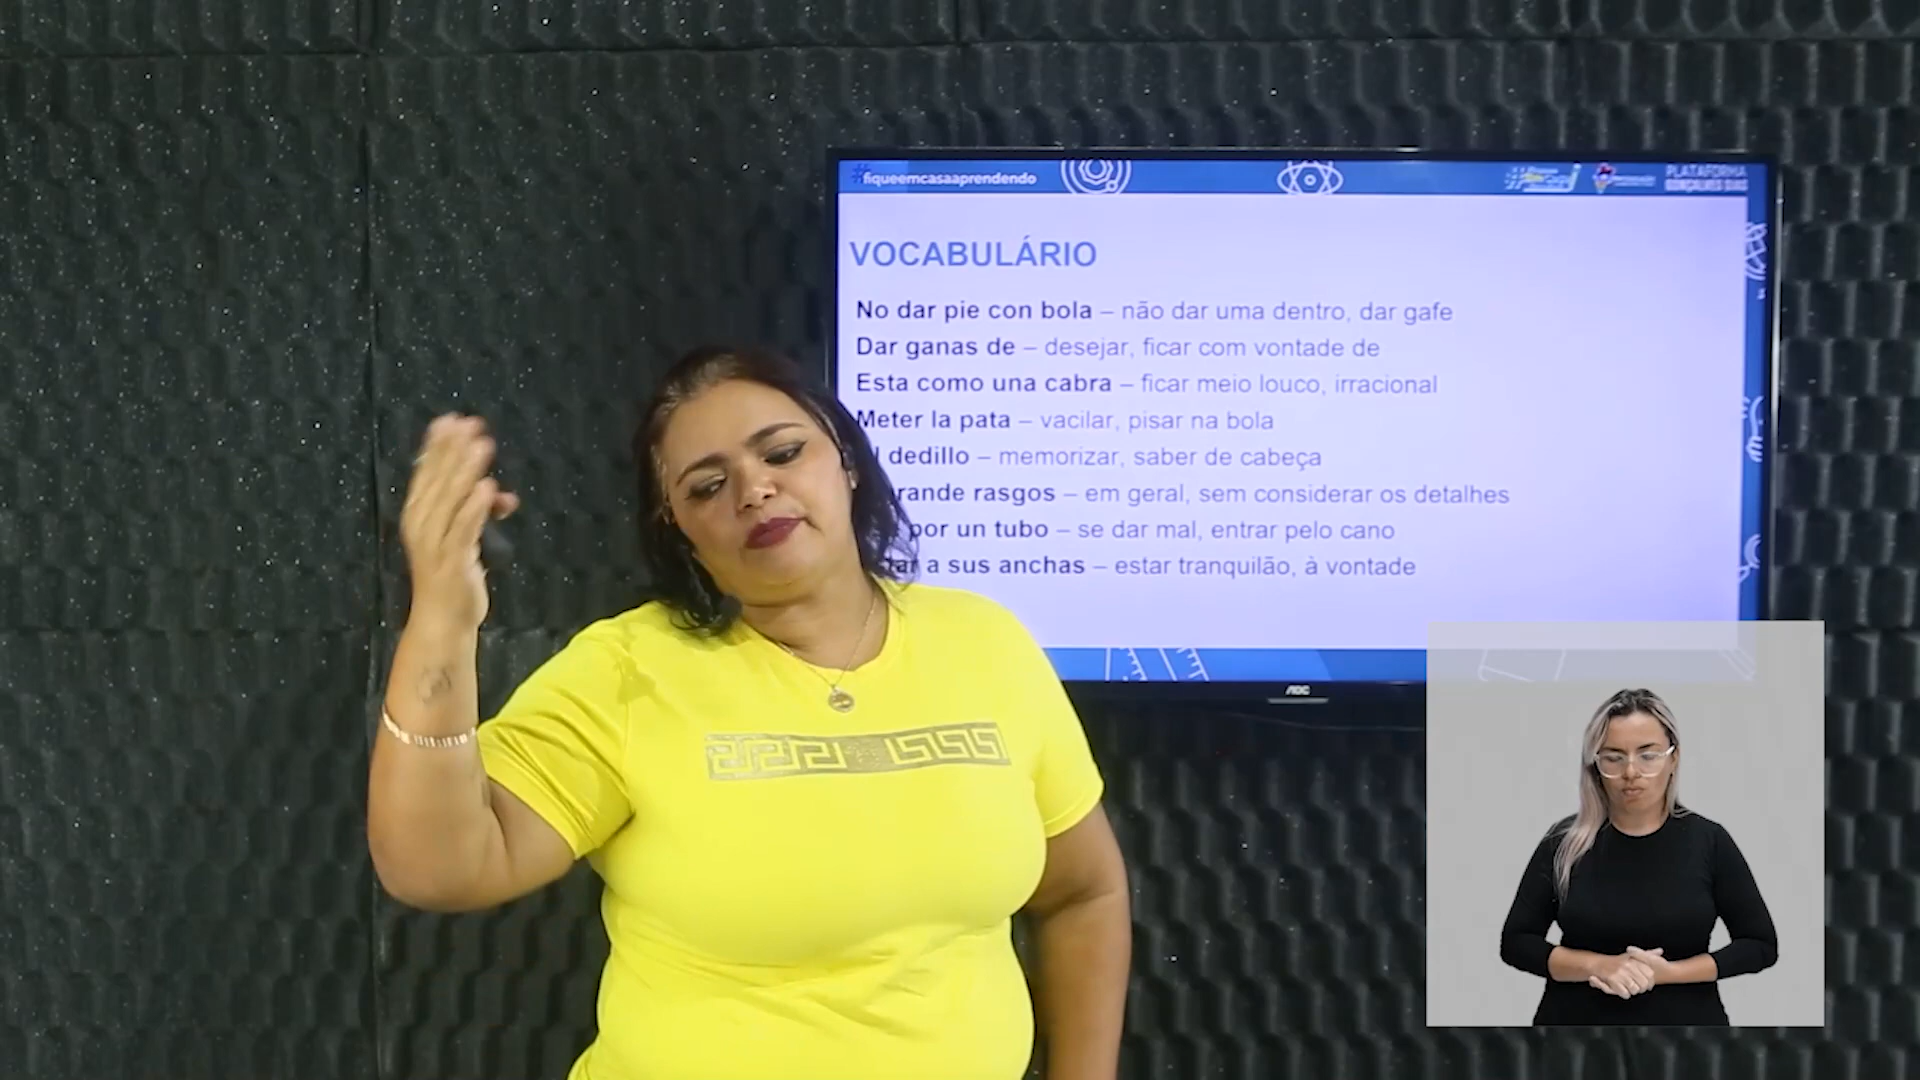 #fiqueemcasaaprendendo
PLATAFORMA
GONÇALVES DIAS
VOCABULÁRIO
No dar pie con bola – não dar uma dentro, dar gafe
Dar ganas de – desejar, ficar com vontade de
Esta como una cabra – ficar meio louco, irracional
Meter la pata – vacilar, pisar na bola
dedillo – memorizar, saber de cabeça
rande rasgos – em geral, sem considerar os detalhes
por un tubo – se dar mal, entrar pelo cano
tar a sus anchas – estar tranquilão, à vontade
AOC